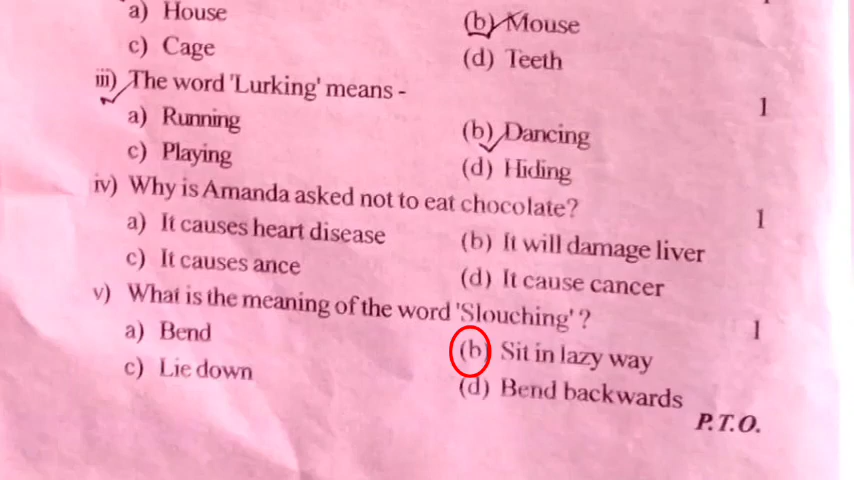 a) House (b) Mouse
c) Cage (d) Teeth
iii) The word 'Lurking' means - 1
a) Running (b) Dancing
c) Playing (d) Hiding
iv) Why is Amanda asked not to eat chocolate? 1
a) It causes heart disease (b) It will damage liver
c) It causes ance (d) It cause cancer
v) What is the meaning of the word 'Slouching' ? 1
a) Bend (b) Sit in lazy way
c) Lie down (d) Bend backwards
P.T.O.